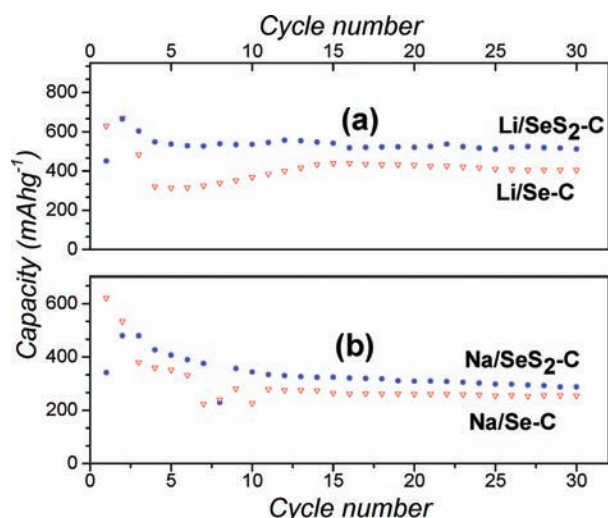 Cycle number
0 5 10 15 20 25 30
Capacity (mAhg⁻¹)
800
600
400
200
0
(a)
Li/SeS₂-C
Li/Se-C
600
400
200
0
(b)
Na/SeS₂-C
Na/Se-C
0 5 10 15 20 25 30
Cycle number